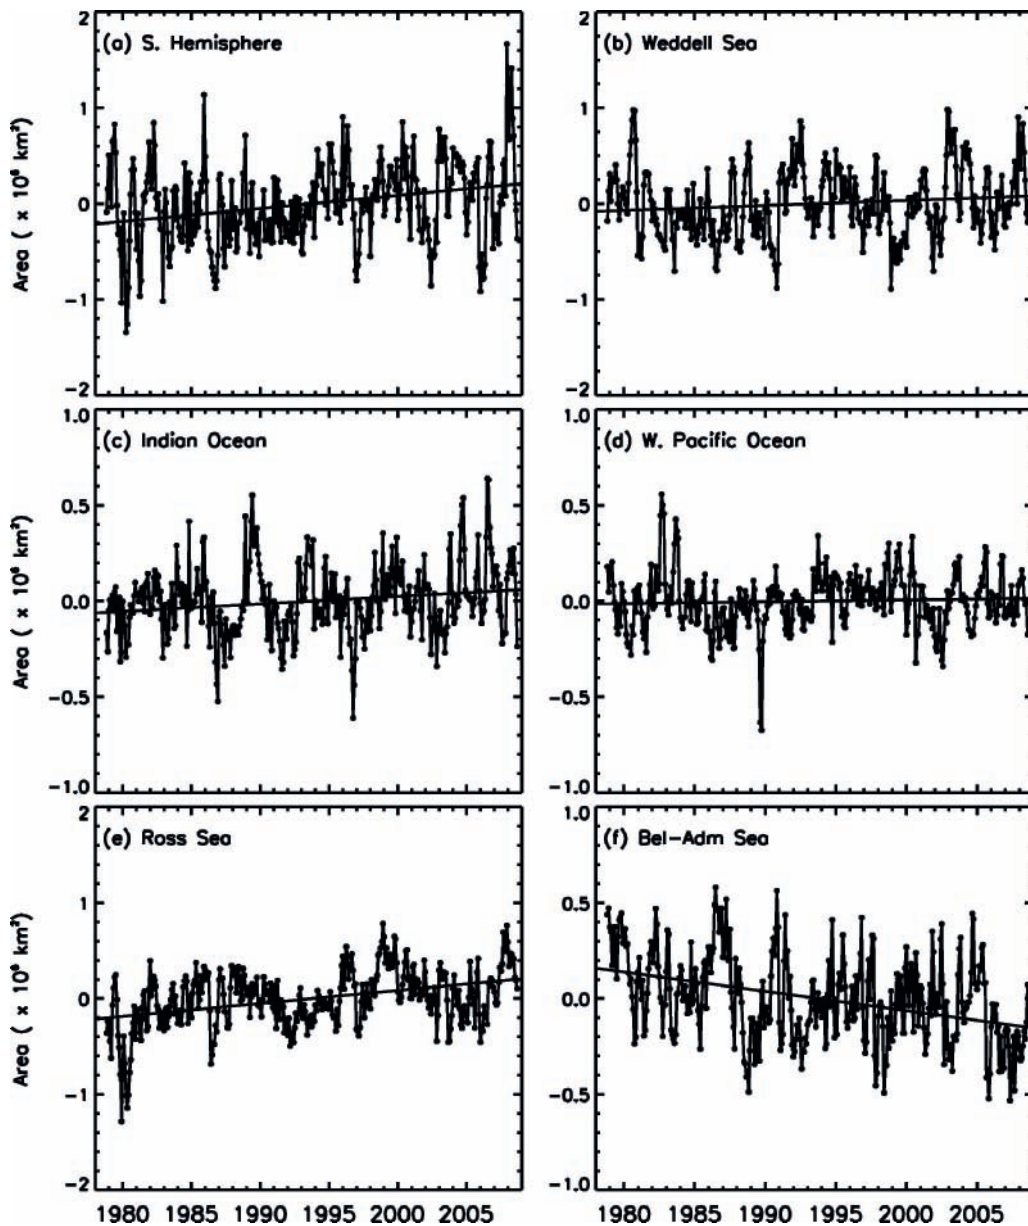 (a) S. Hemisphere
(b) Weddell Sea
Area ( × 10⁶ km²)
2
1
0
−1
−2
2
1
0
−1
−2
(c) Indian Ocean
(d) W. Pacific Ocean
Area ( × 10⁶ km²)
1.0
0.5
0.0
−0.5
−1.0
1.0
0.5
0.0
−0.5
−1.0
(e) Ross Sea
(f) Bel–Adm Sea
Area ( × 10⁶ km²)
2
1
0
−1
−2
1.0
0.5
0.0
−0.5
−1.0
1980 1985 1990 1995 2000 2005
1980 1985 1990 1995 2000 2005